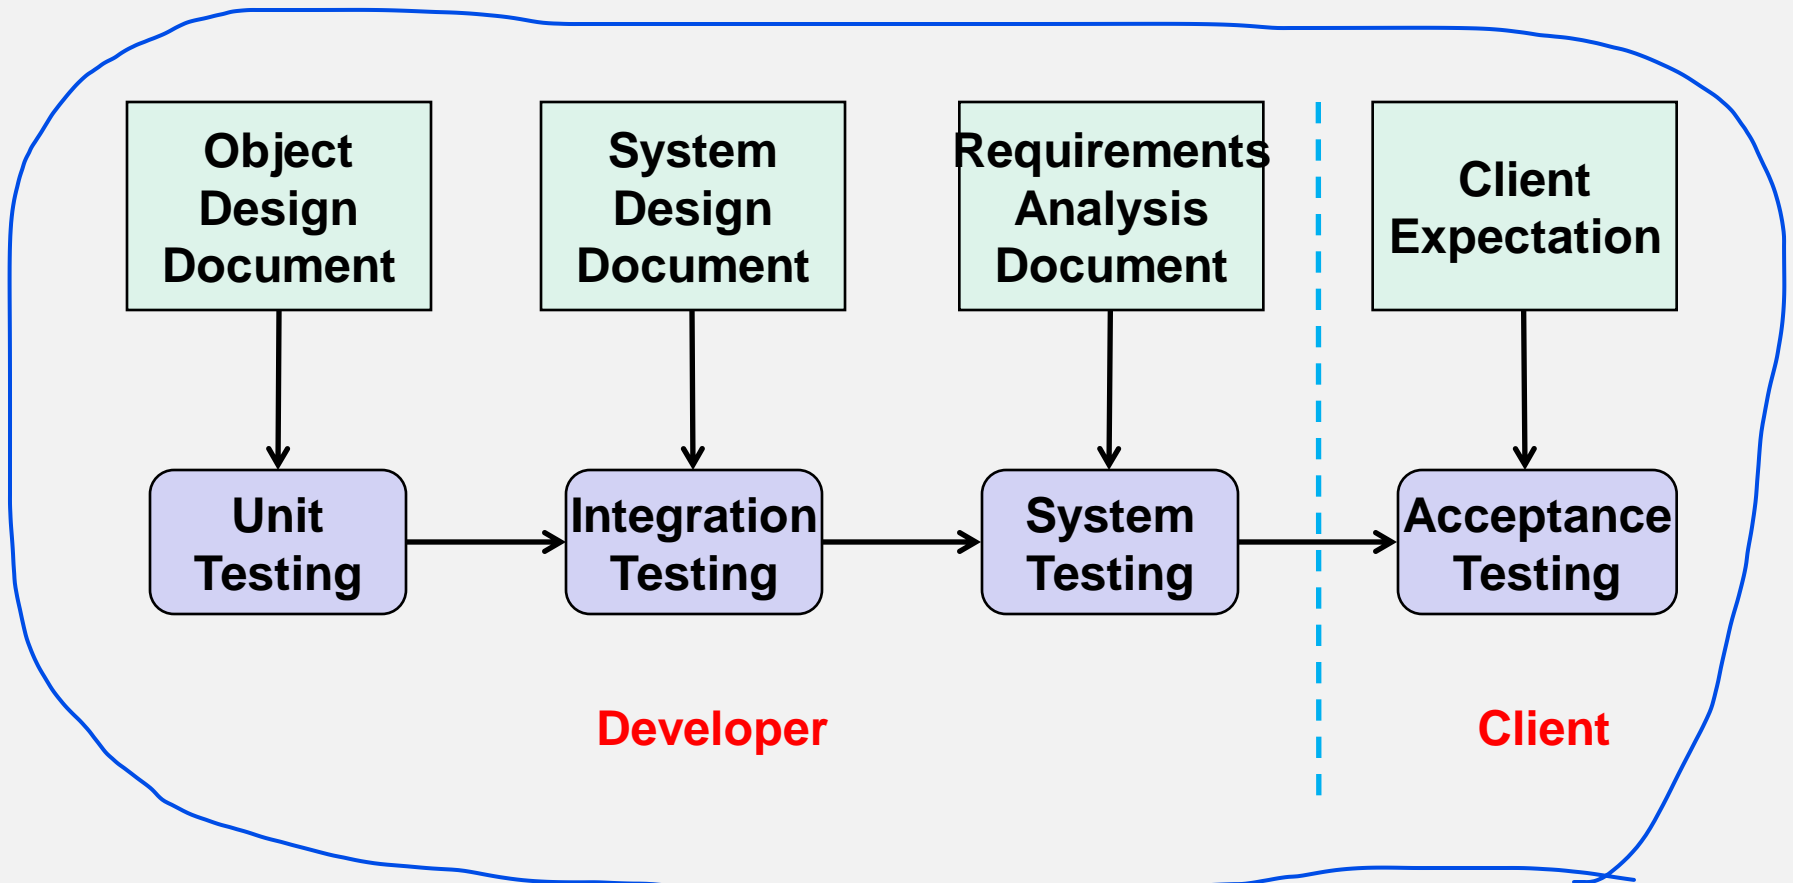 Object
Design
Document
System
Design
Document
Requirements
Analysis
Document
Client
Expectation
Unit
Testing
Integration
Testing
System
Testing
Acceptance
Testing
Developer
Client